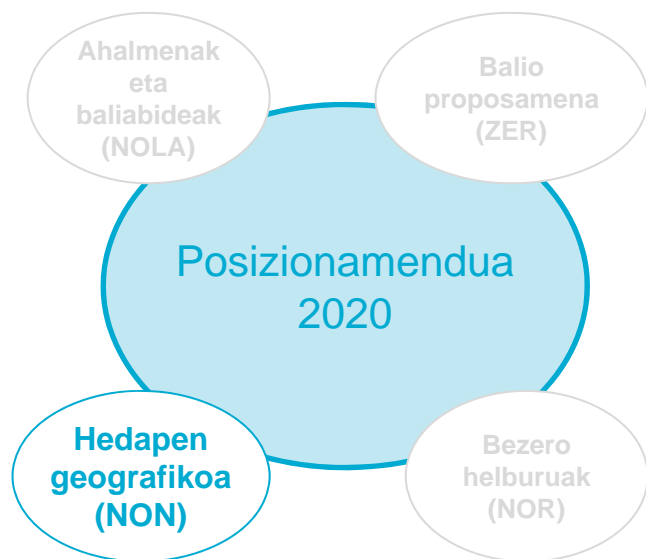 Ahalmenak
eta
baliabideak
(NOLA)
Balio
proposamena
(ZER)
Posizionamendua
2020
Hedapen
geografikoa
(NON)
Bezero
helburuak
(NOR)